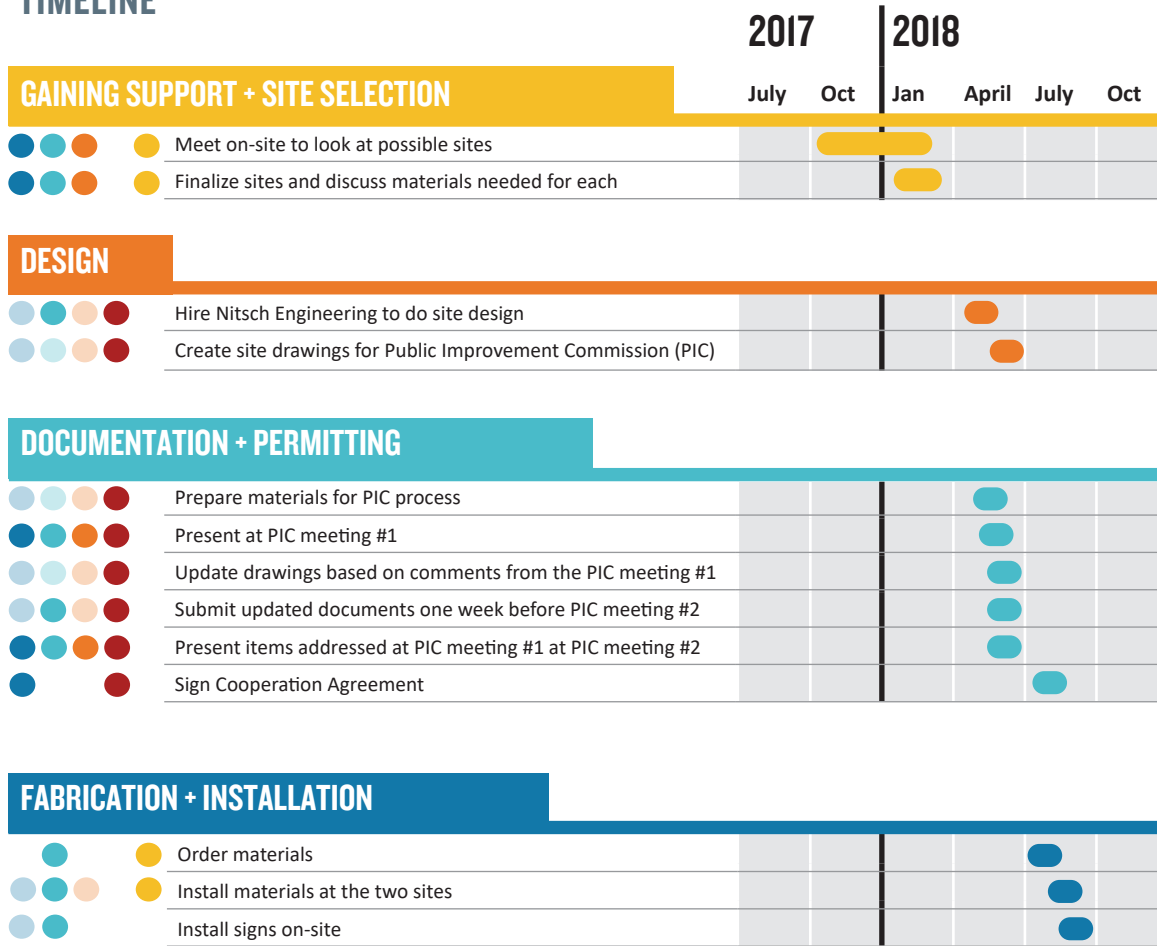 TIMELINE
2017 2018
GAINING SUPPORT + SITE SELECTION
July Oct Jan April July Oct
Meet on-site to look at possible sites
Finalize sites and discuss materials needed for each
DESIGN
Hire Nitsch Engineering to do site design
Create site drawings for Public Improvement Commission (PIC)
DOCUMENTATION + PERMITTING
Prepare materials for PIC process
Present at PIC meeting #1
Update drawings based on comments from the PIC meeting #1
Submit updated documents one week before PIC meeting #2
Present items addressed at PIC meeting #1 at PIC meeting #2
Sign Cooperation Agreement
FABRICATION + INSTALLATION
Order materials
Install materials at the two sites
Install signs on-site